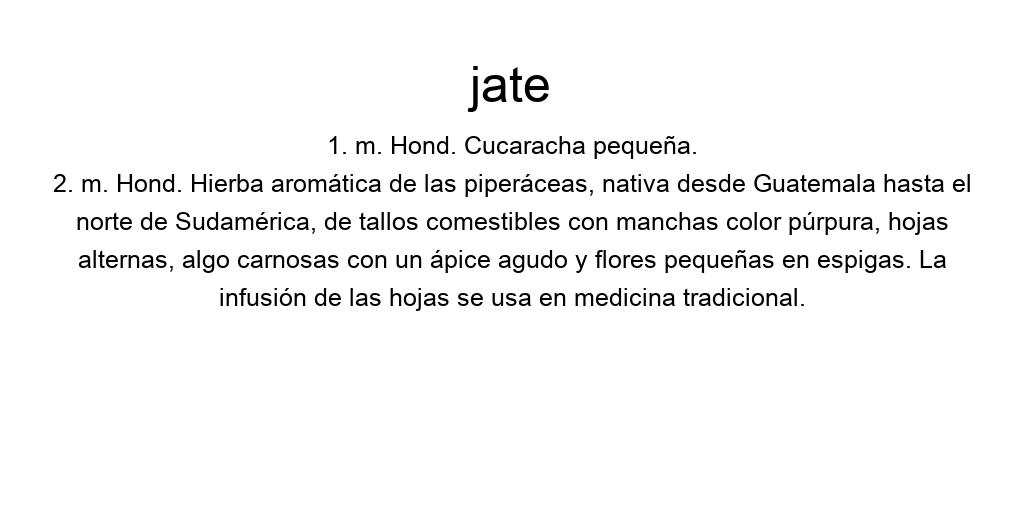 jate
1. m. Hond. Cucaracha pequeña.
2. m. Hond. Hierba aromática de las piperáceas, nativa desde Guatemala hasta el
norte de Sudamérica, de tallos comestibles con manchas color púrpura, hojas
alternas, algo carnosas con un ápice agudo y flores pequeñas en espigas. La
infusión de las hojas se usa en medicina tradicional.